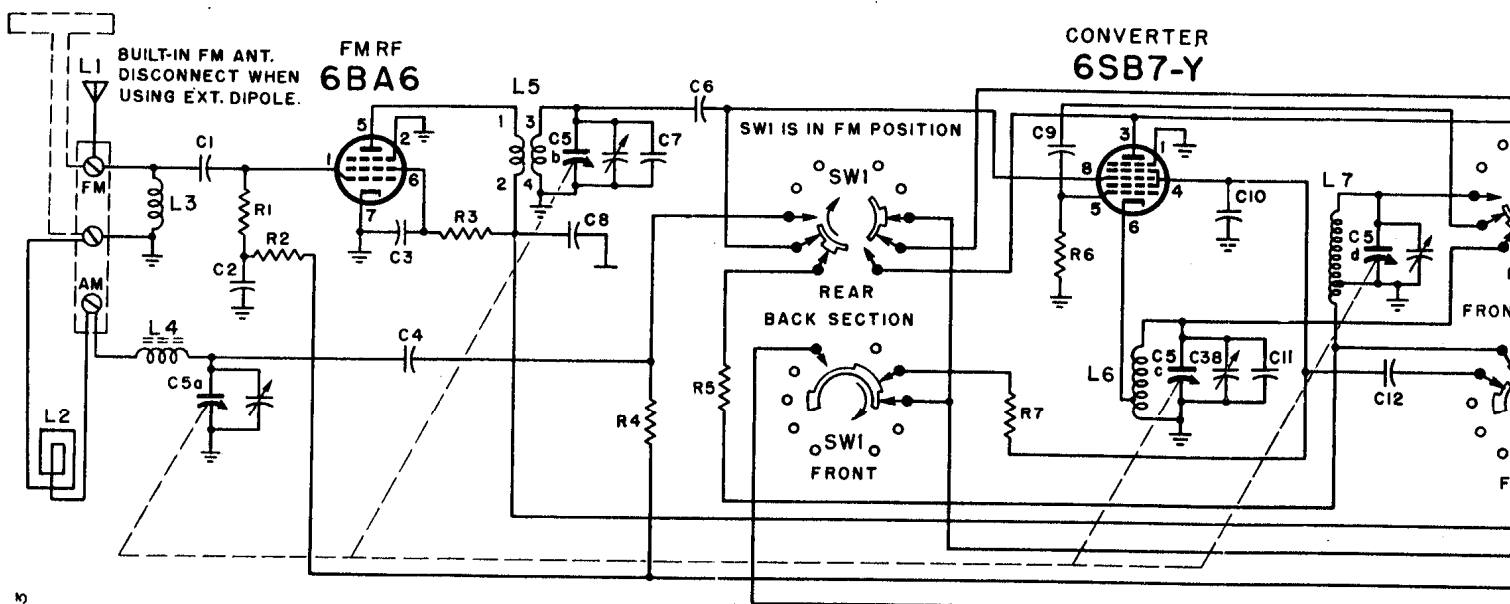 BUILT-IN FM ANT.
DISCONNECT WHEN
USING EXT. DIPOLE.
L1
FM RF
6BA6
CONVERTER
6SB7-Y
L5
C6
5
2
1
3
C5
b
C7
SW1 IS IN FM POSITION
C9
3
1
C1
1
6
FM
L3
SW1
8
4
L7
R1
2
4
7
C10
5
6
C8
R2
R3
C3
C2
R6
C5
d
AM
REAR
BACK SECTION
FRON
L4
C4
C5a
R5
L6
C5
c
C38
C11
R4
R7
C12
L2
SW1
FRONT
F